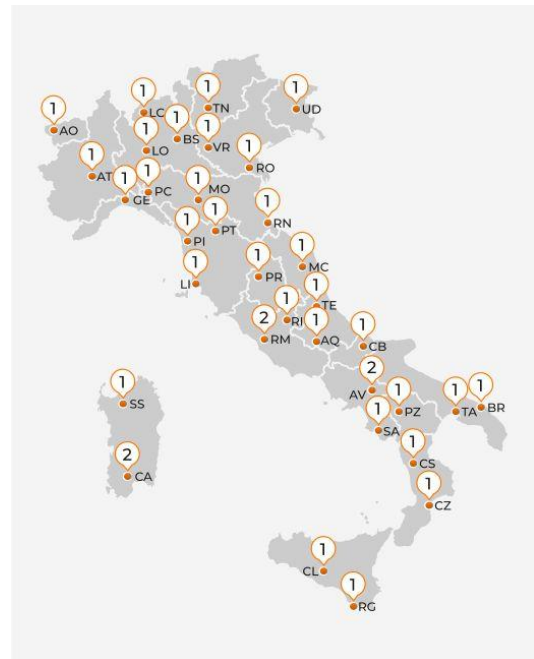 1
LC
1
TN
1
UD
1
AO
1
BS
1
LO
1
VR
1
RO
1
AT
1
PC
1
MO
1
GE
1
PT
1
RN
1
PI
1
MC
1
PR
1
LI
1
TE
1
RI
2
RM
1
AQ
1
CB
2
AV
1
PZ
1
TA
1
BR
1
SS
1
SA
1
CS
2
CA
1
CZ
1
CL
1
RG